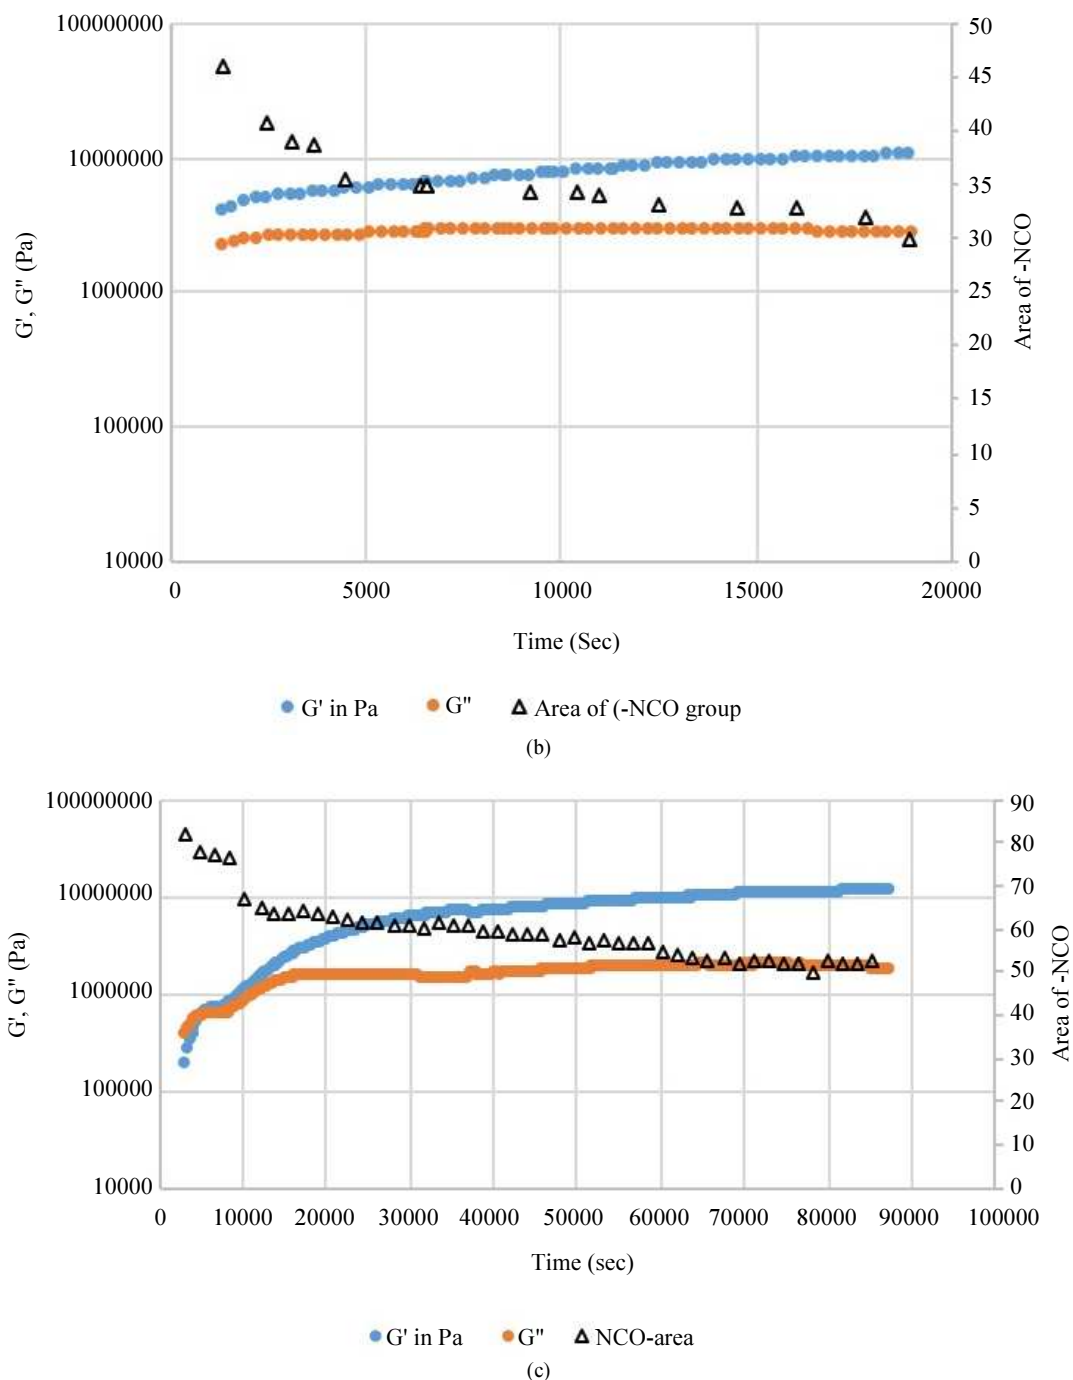 100000000
10000000
1000000
100000
10000
G', G" (Pa)
50
45
40
35
30
25
20
15
10
5
0
Area of -NCO
0 5000 10000 15000 20000
Time (Sec)
G' in Pa G" Area of (-NCO group
(b)
100000000
10000000
1000000
100000
10000
G', G" (Pa)
90
80
70
60
50
40
30
20
10
0
Area of -NCO
0 10000 20000 30000 40000 50000 60000 70000 80000 90000 100000
Time (sec)
G' in Pa G" NCO-area
(c)